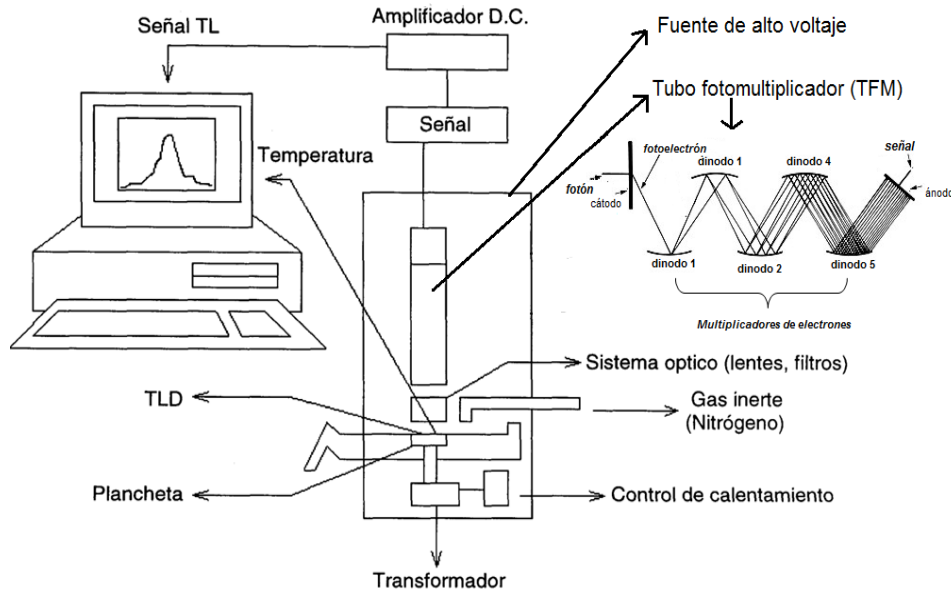 Amplificador D.C.
Señal TL
Fuente de alto voltaje
Tubo fotomultiplicador (TFM)
Señal
Temperatura
fotoelectrón
dinodo 1
dinodo 4
señal
fotón
cátodo
ánodo
dinodo 1
dinodo 2
dinodo 5
Multiplicadores de electrones
Sistema optico (lentes, filtros)
TLD
Gas inerte
(Nitrógeno)
Plancheta
Control de calentamiento
Transformador